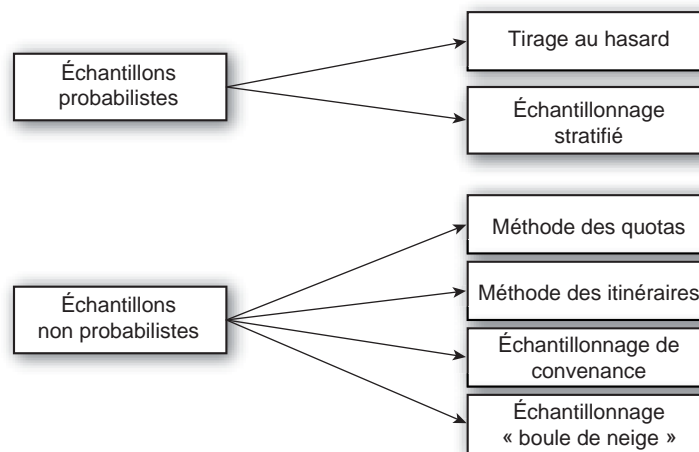 Échantillons
probabilistes
Tirage au hasard
Échantillonnage
stratifié
Échantillons
non probabilistes
Méthode des quotas
Méthode des itinéraires
Échantillonnage de
convenance
Échantillonnage
« boule de neige »